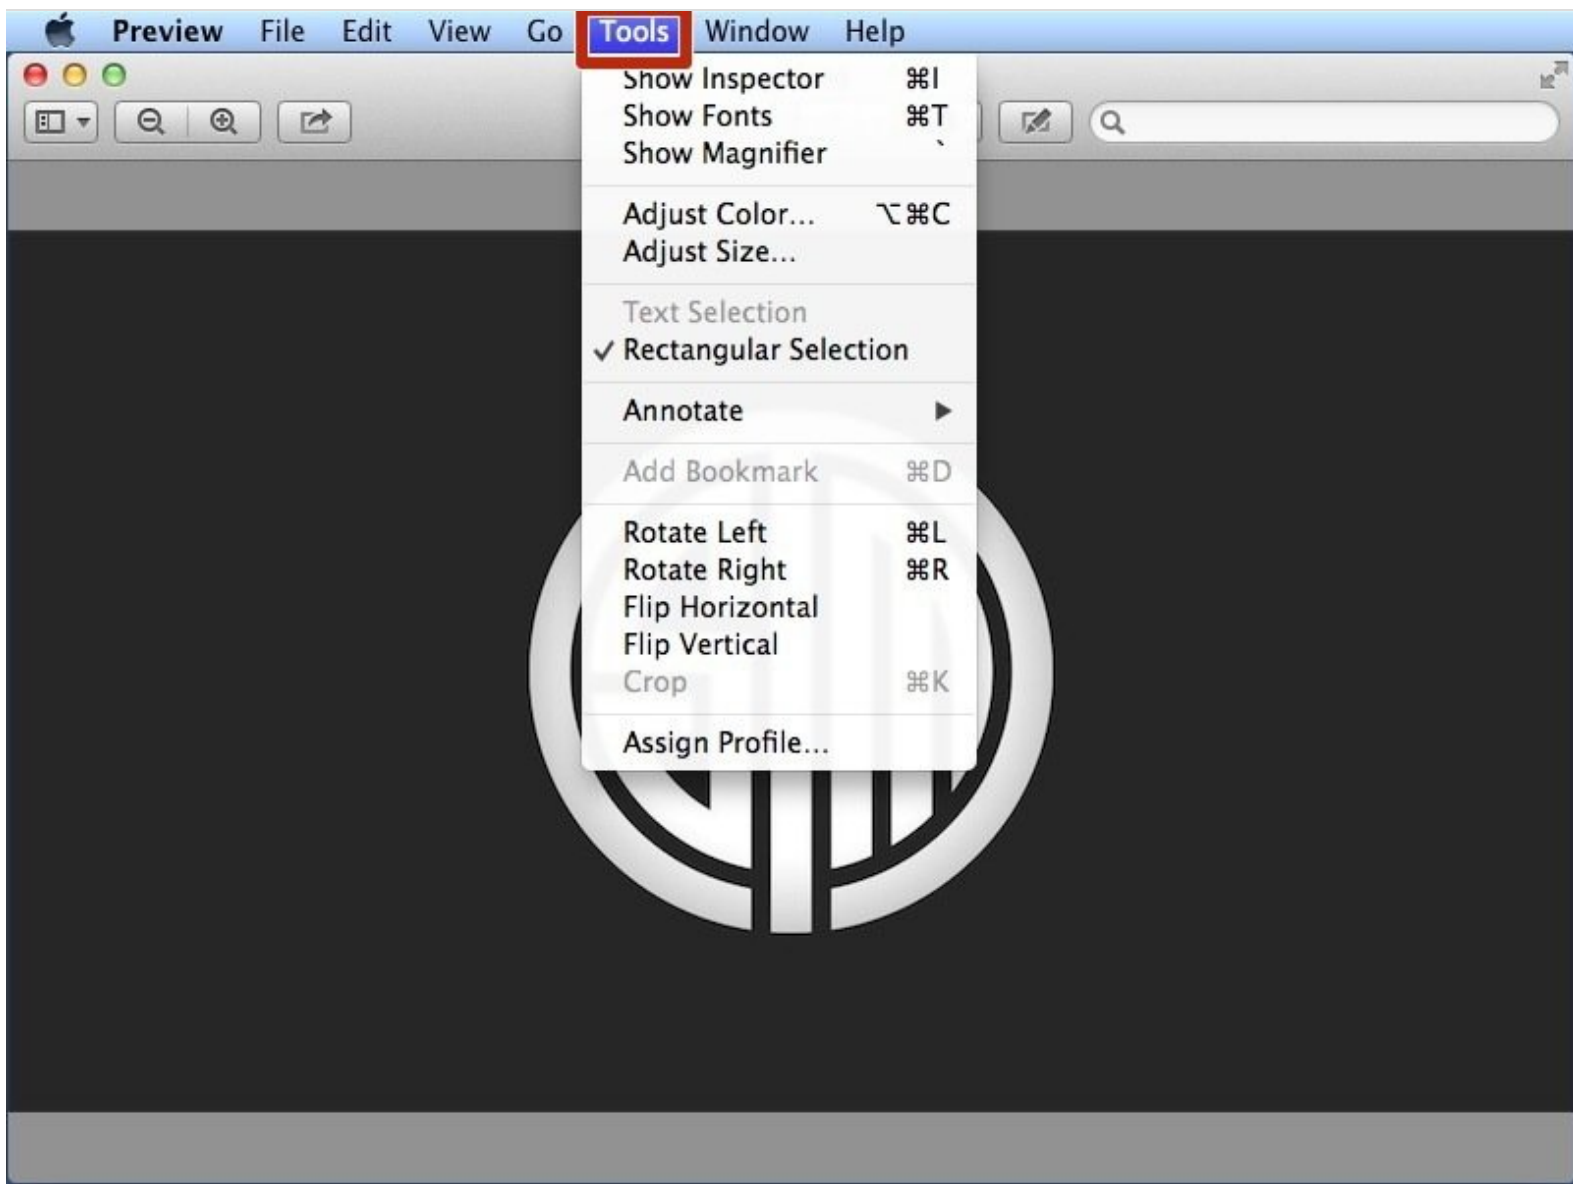 Preview File Edit View Go Tools Window Help
Show Inspector ⌘I
Show Fonts ⌘T
Show Magnifier `
Adjust Color... ⌥⌘C
Adjust Size...
Text Selection
✓ Rectangular Selection
Annotate ▶
Add Bookmark ⌘D
Rotate Left ⌘L
Rotate Right ⌘R
Flip Horizontal
Flip Vertical
Crop ⌘K
Assign Profile...